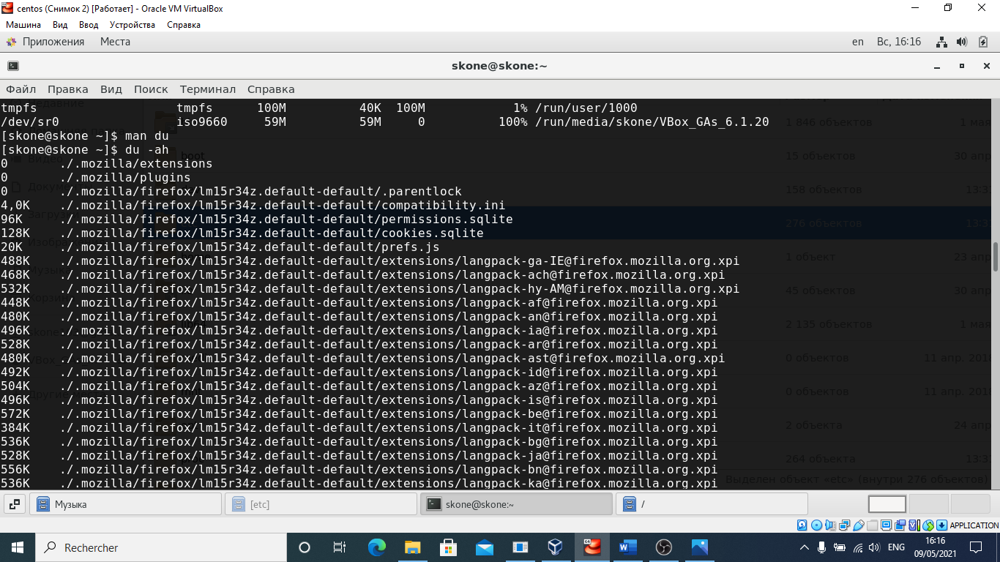 centos (Снимок 2) [Работает] - Oracle VM VirtualBox
Машина Вид Ввод Устройства Справка
Приложения Места en Вс, 16:16
skone@skone:~
Файл Правка Вид Поиск Терминал Справка
tmpfs tmpfs 100M 40K 100M 1% /run/user/1000
/dev/sr0 iso9660 59M 59M 0 100% /run/media/skone/VBox_GAs_6.1.20
1 846 объектов 1 мая
[skone@skone ~]$ man du
[skone@skone ~]$ du -ah
boot 15 объектов 30 апр
0 ./.mozilla/extensions
0 ./.mozilla/plugins
158 объектов 13:3
0 ./.mozilla/firefox/lm15r34z.default-default/.parentlock
4,0K ./.mozilla/firefox/lm15r34z.default-default/compatibility.ini
96K ./.mozilla/firefox/lm15r34z.default-default/permissions.sqlite
276 объектов 13:3
128K ./.mozilla/firefox/lm15r34z.default-default/cookies.sqlite
20K ./.mozilla/firefox/lm15r34z.default-default/prefs.js
1 объект 23 апр
488K ./.mozilla/firefox/lm15r34z.default-default/extensions/langpack-ga-IE@firefox.mozilla.org.xpi
468K ./.mozilla/firefox/lm15r34z.default-default/extensions/langpack-ach@firefox.mozilla.org.xpi
532K ./.mozilla/firefox/lm15r34z.default-default/extensions/langpack-hy-AM@firefox.mozilla.org.xpi
45 объектов 30 апр
448K ./.mozilla/firefox/lm15r34z.default-default/extensions/langpack-af@firefox.mozilla.org.xpi
480K ./.mozilla/firefox/lm15r34z.default-default/extensions/langpack-an@firefox.mozilla.org.xpi
2 135 объектов 1 мая
496K ./.mozilla/firefox/lm15r34z.default-default/extensions/langpack-ia@firefox.mozilla.org.xpi
528K ./.mozilla/firefox/lm15r34z.default-default/extensions/langpack-ar@firefox.mozilla.org.xpi
480K ./.mozilla/firefox/lm15r34z.default-default/extensions/langpack-ast@firefox.mozilla.org.xpi
0 объектов 11 апр. 2018
492K ./.mozilla/firefox/lm15r34z.default-default/extensions/langpack-id@firefox.mozilla.org.xpi
504K ./.mozilla/firefox/lm15r34z.default-default/extensions/langpack-az@firefox.mozilla.org.xpi
0 объектов 11 апр. 2018
496K ./.mozilla/firefox/lm15r34z.default-default/extensions/langpack-is@firefox.mozilla.org.xpi
572K ./.mozilla/firefox/lm15r34z.default-default/extensions/langpack-be@firefox.mozilla.org.xpi
384K ./.mozilla/firefox/lm15r34z.default-default/extensions/langpack-it@firefox.mozilla.org.xpi
2 объекта 24 апр
536K ./.mozilla/firefox/lm15r34z.default-default/extensions/langpack-bg@firefox.mozilla.org.xpi
528K ./.mozilla/firefox/lm15r34z.default-default/extensions/langpack-ja@firefox.mozilla.org.xpi
264 объекта 13:3
556K ./.mozilla/firefox/lm15r34z.default-default/extensions/langpack-bn@firefox.mozilla.org.xpi
536K ./.mozilla/firefox/lm15r34z.default-default/extensions/langpack-ka@firefox.mozilla.org.xpi
Выделен объект «etc» (внутри 276 объектов)
Музыка [etc] skone@skone:~ /
APPLICATION
Rechercher ENG 16:16
09/05/2021